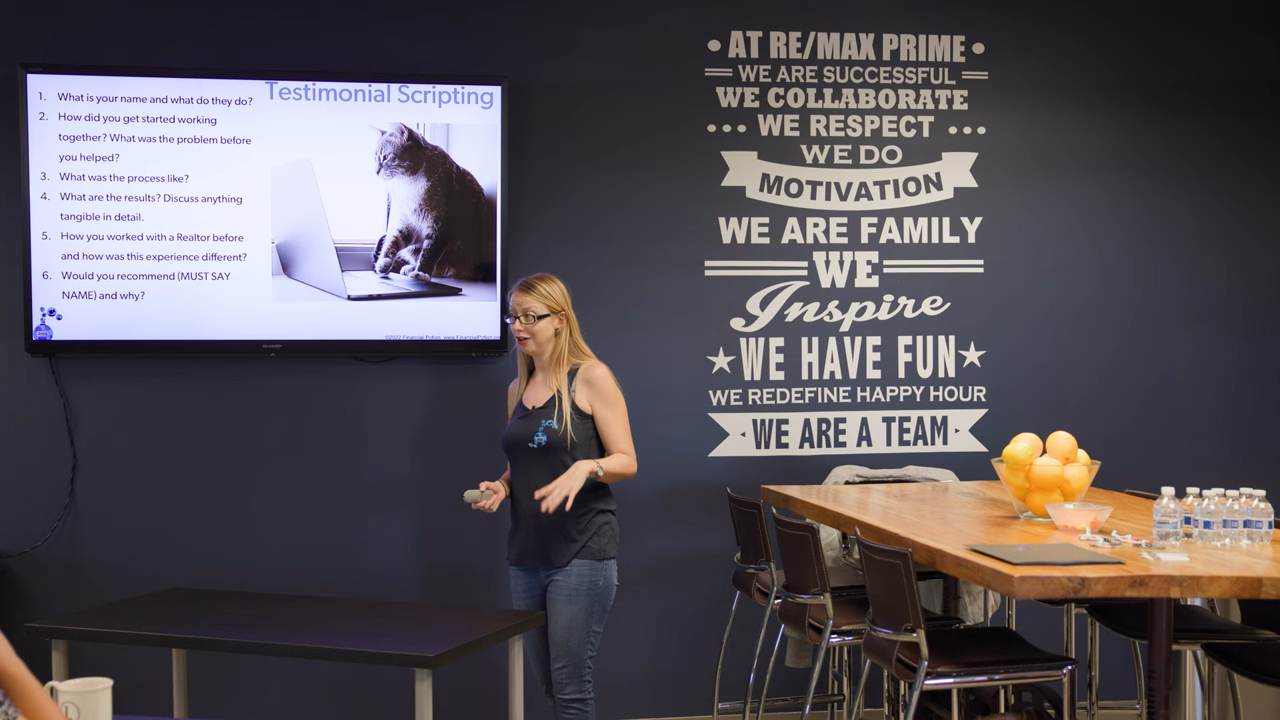 Testimonial Scripting
1. What is your name and what do they do?
2. How did you get started working
together? What was the problem before
you helped?
3. What was the process like?
4. What are the results? Discuss anything
tangible in detail.
5. How you worked with a Realtor before
and how was this experience different?
6. Would you recommend (MUST SAY
NAME) and why?
©2022 Financial Potion, www.FinancialPotion.co
SHARP
AT RE/MAX PRIME
WE ARE SUCCESSFUL
WE COLLABORATE
WE RESPECT
WE DO
MOTIVATION
WE ARE FAMILY
WE
Inspire
WE HAVE FUN
WE REDEFINE HAPPY HOUR
WE ARE A TEAM